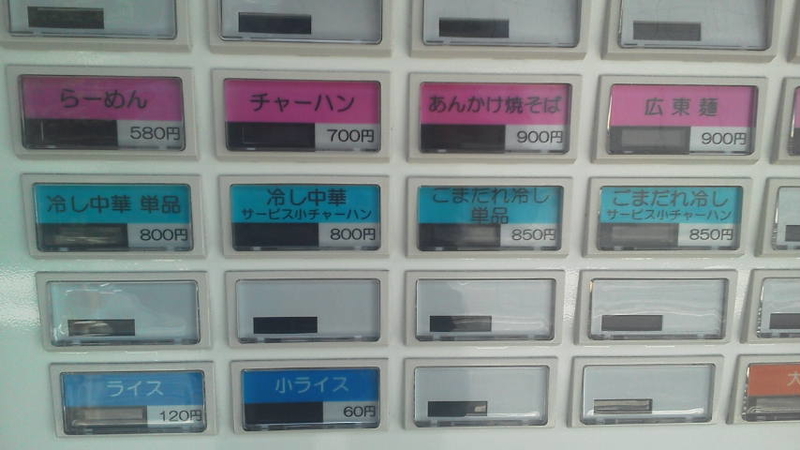 らーめん
580円
チャーハン
700円
あんかけ焼そば
900円
広東麺
900円
冷し中華 単品
800円
冷し中華
サービス小チャーハン
800円
ごまだれ冷し
単品
850円
ごまだれ冷し
サービス小チャーハン
850円
ライス
120円
小ライス
60円
大